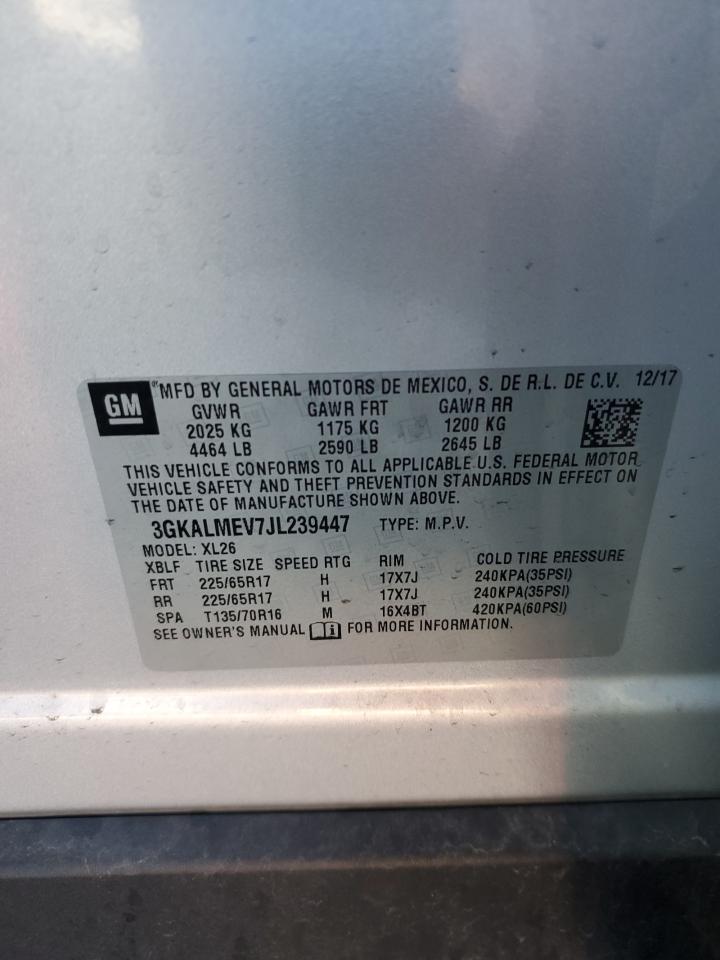 GM MFD BY GENERAL MOTORS DE MEXICO, S. DE R.L. DE C.V. 12/17
GVWR GAWR FRT GAWR RR
2025 KG 1175 KG 1200 KG
4464 LB 2590 LB 2645 LB
THIS VEHICLE CONFORMS TO ALL APPLICABLE U.S. FEDERAL MOTOR
VEHICLE SAFETY AND THEFT PREVENTION STANDARDS IN EFFECT ON
THE DATE OF MANUFACTURE SHOWN ABOVE.
3GKALMEV7JL239447 TYPE: M.P.V.
MODEL: XL26
XBLF TIRE SIZE SPEED RTG RIM COLD TIRE PRESSURE
FRT 225/65R17 H 17X7J 240KPA(35PSI)
RR 225/65R17 H 17X7J 240KPA(35PSI)
SPA T135/70R16 M 16X4BT 420KPA(60PSI)
SEE OWNER'S MANUAL FOR MORE INFORMATION.